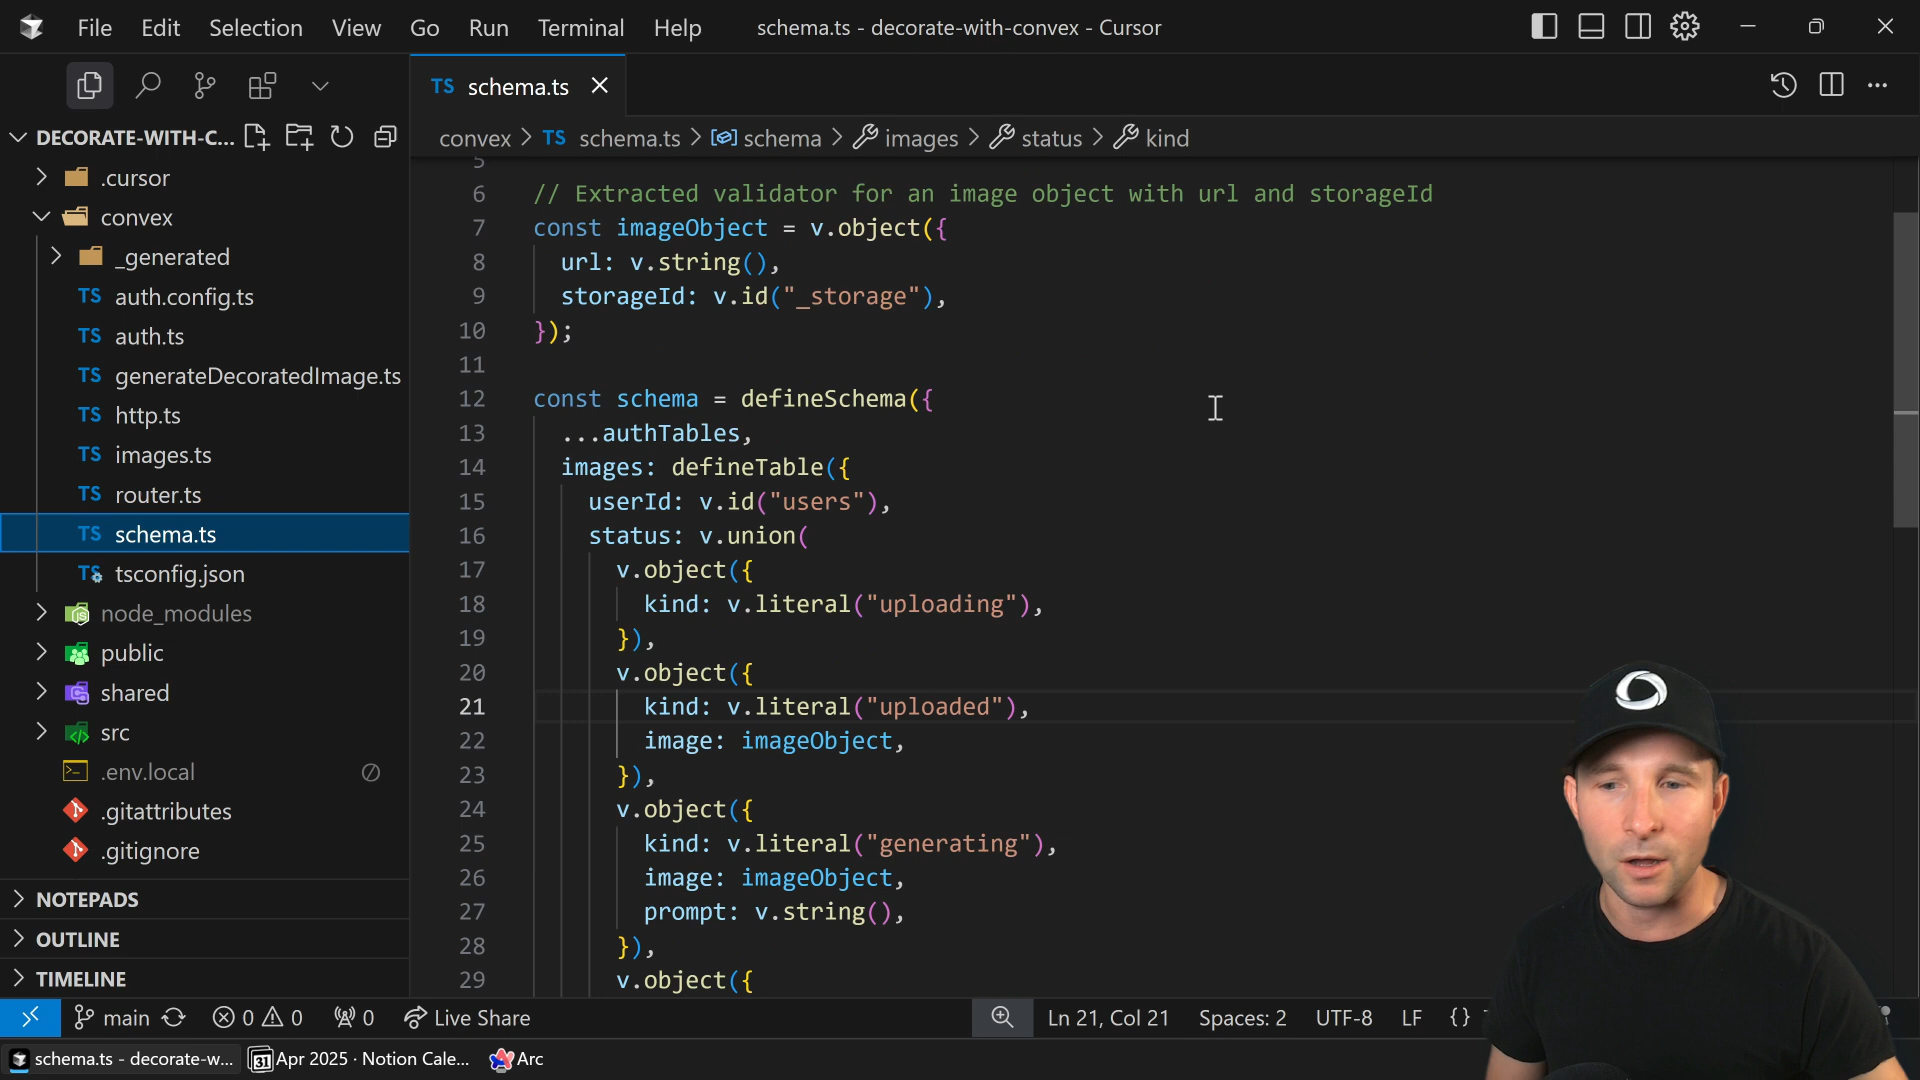 File Edit Selection View Go Run Terminal Help schema.ts - decorate-with-convex - Cursor
TS schema.ts
DECORATE-WITH-C...
convex > TS schema.ts > schema > images > status > kind
.cursor
convex
_generated
TS auth.config.ts
TS auth.ts
TS generateDecoratedImage.ts
TS http.ts
TS images.ts
TS router.ts
TS schema.ts
TS tsconfig.json
node_modules
public
shared
src
.env.local
.gitattributes
.gitignore
NOTEPADS
OUTLINE
TIMELINE
5
6 // Extracted validator for an image object with url and storageId
7 const imageObject = v.object({
8 url: v.string(),
9 storageId: v.id("_storage"),
10 });
11
12 const schema = defineSchema({
13 ...authTables,
14 images: defineTable({
15 userId: v.id("users"),
16 status: v.union(
17 v.object({
18 kind: v.literal("uploading"),
19 }),
20 v.object({
21 kind: v.literal("uploaded"),
22 image: imageObject,
23 }),
24 v.object({
25 kind: v.literal("generating"),
26 image: imageObject,
27 prompt: v.string(),
28 }),
29 v.object({
main 0 0 0 Live Share Ln 21, Col 21 Spaces: 2 UTF-8 LF {}
schema.ts - decorate-w... 31 Apr 2025 · Notion Cale... Arc